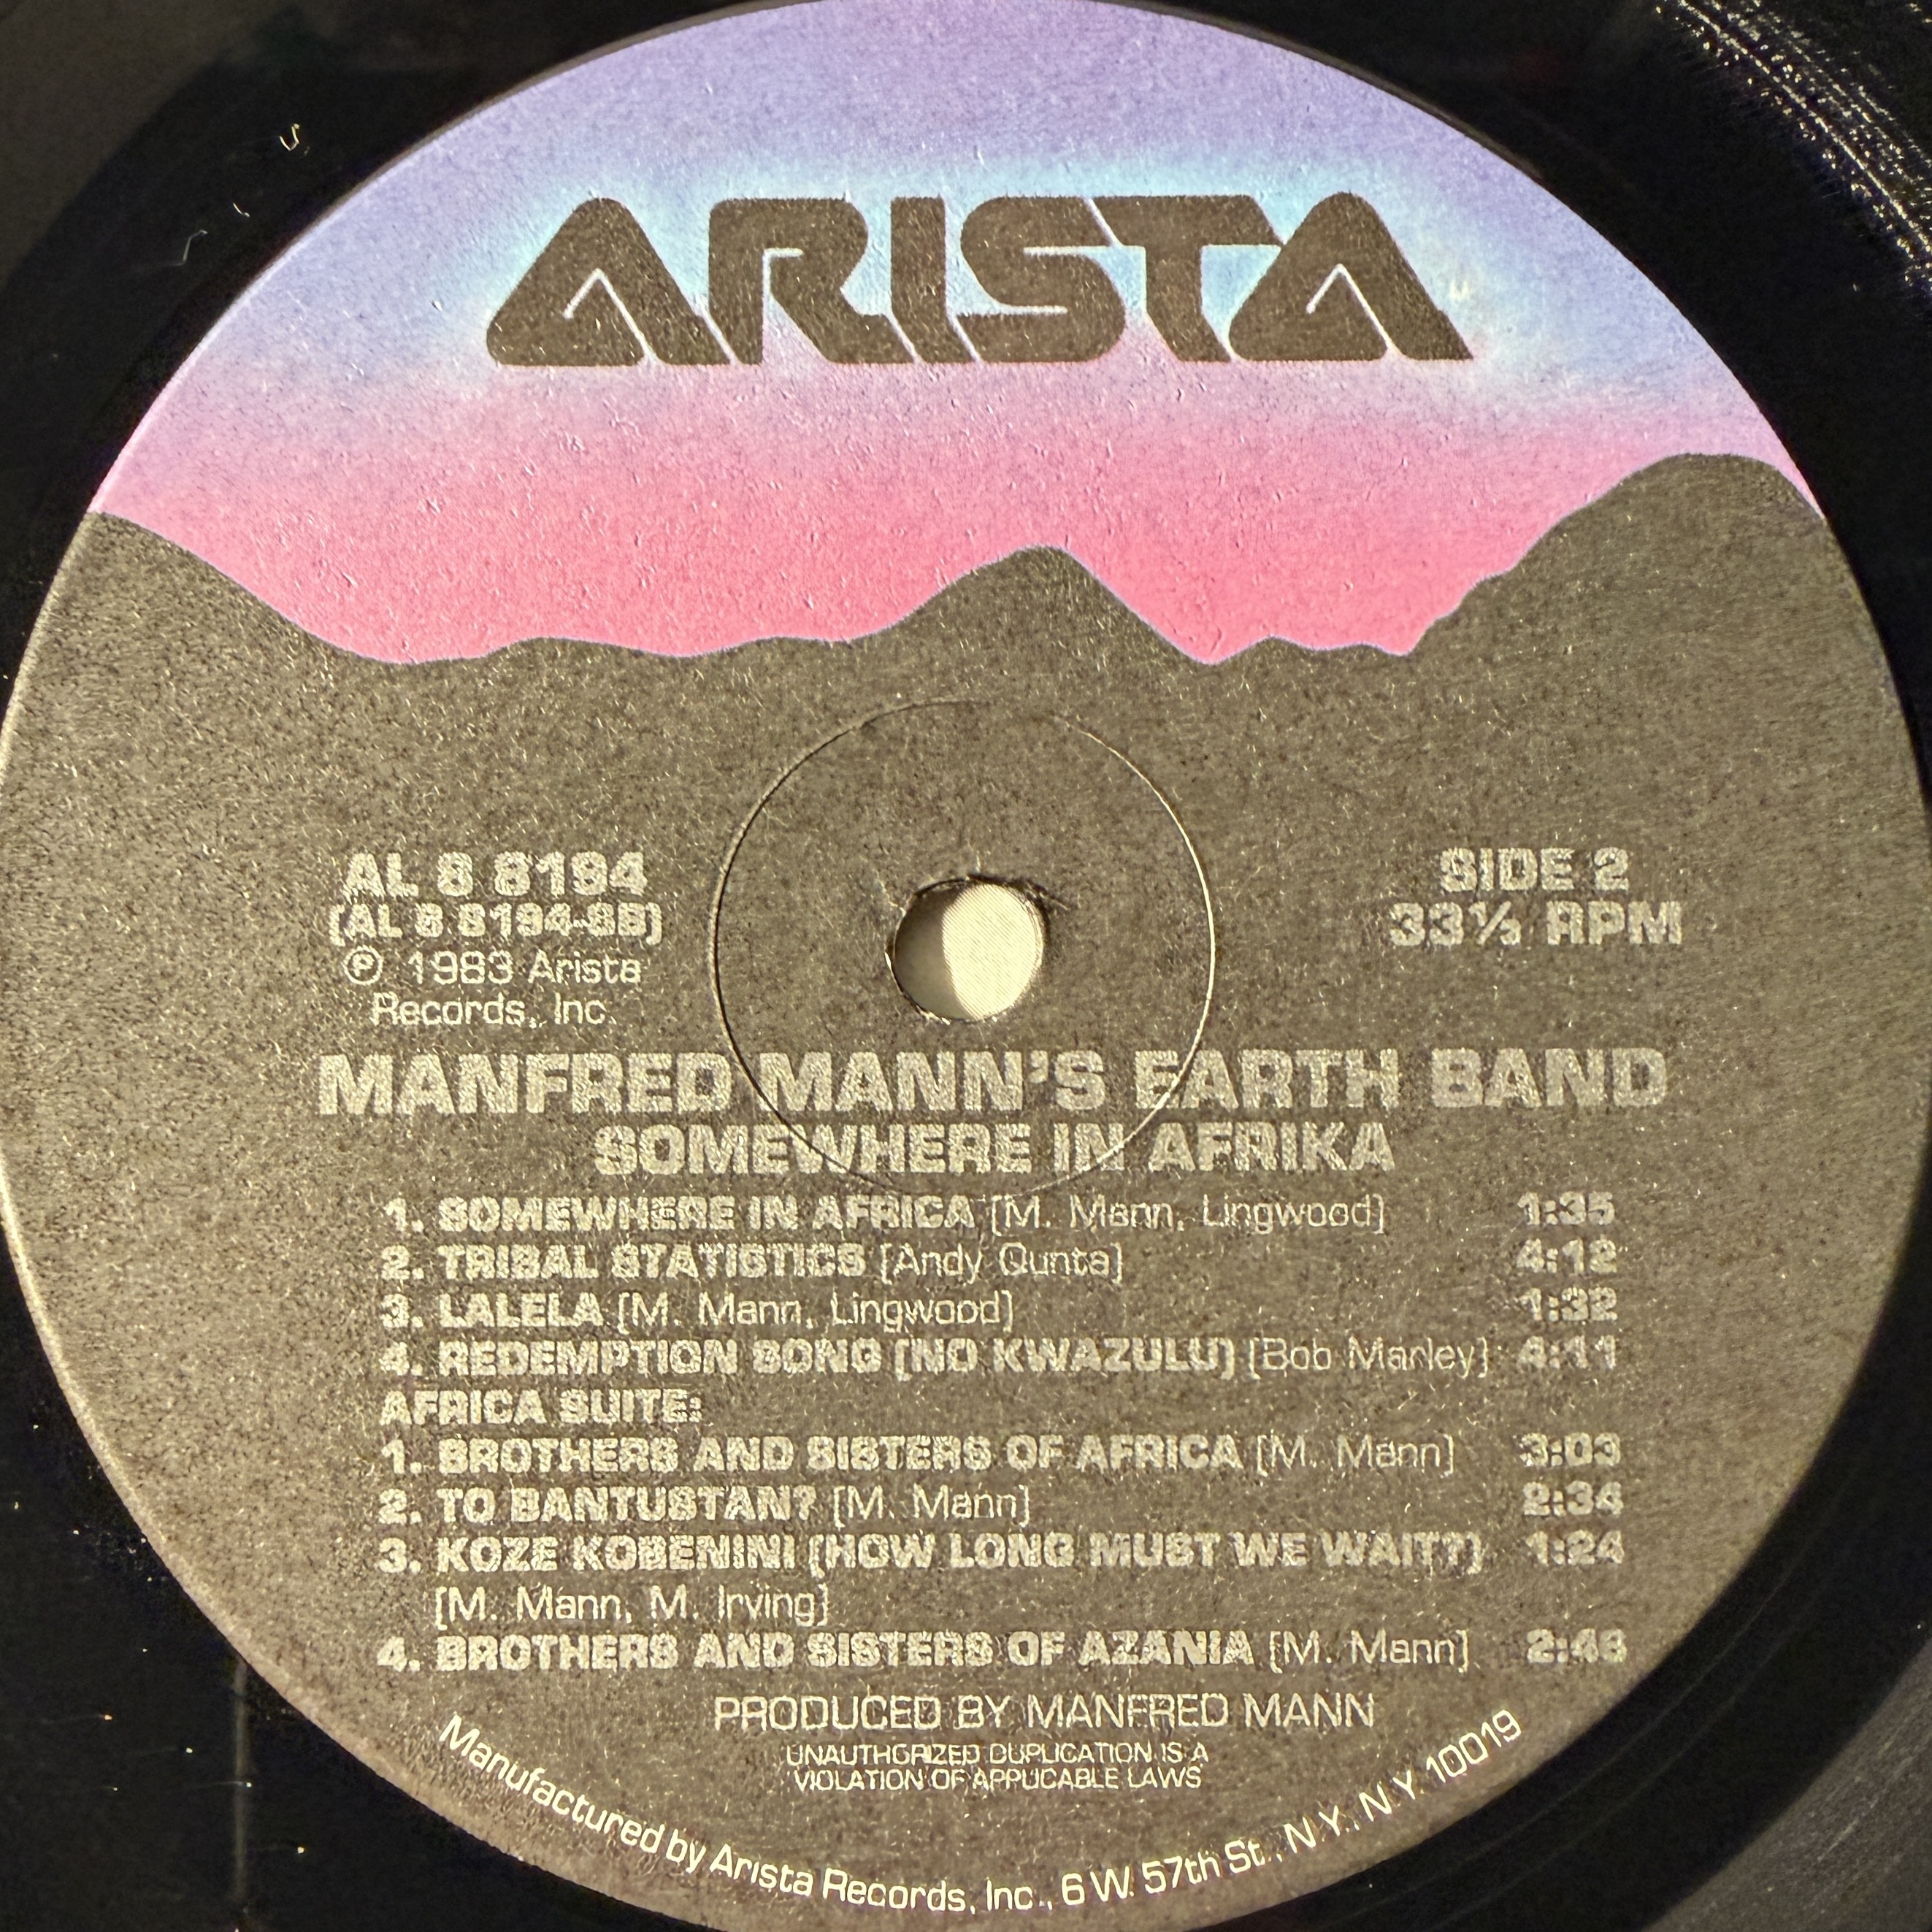 ARISTA
AL 8 8194
(AL 8 8194-SB)
℗ 1983 Arista
Records, Inc.
SIDE 2
33⅓ RPM
MANFRED MANN'S EARTH BAND
SOMEWHERE IN AFRIKA
1. SOMEWHERE IN AFRICA (M. Mann, Lingwood) 1:35
2. TRIBAL STATISTICS (Andy Qunta) 4:12
3. LALELA (M. Mann, Lingwood) 1:32
4. REDEMPTION SONG (NO KWAZULU) (Bob Marley) 4:11
AFRICA SUITE:
1. BROTHERS AND SISTERS OF AFRICA (M. Mann) 3:03
2. TO BANTUSTAN? (M. Mann) 2:34
3. KOZE KOBENINI (HOW LONG MUST WE WAIT?) 1:24
(M. Mann, M. Irving)
4. BROTHERS AND SISTERS OF AZANIA (M. Mann) 2:46
PRODUCED BY MANFRED MANN
UNAUTHORIZED DUPLICATION IS A
VIOLATION OF APPLICABLE LAWS
Manufactured by Arista Records, Inc., 6 W. 57th St., N.Y., N.Y. 10019